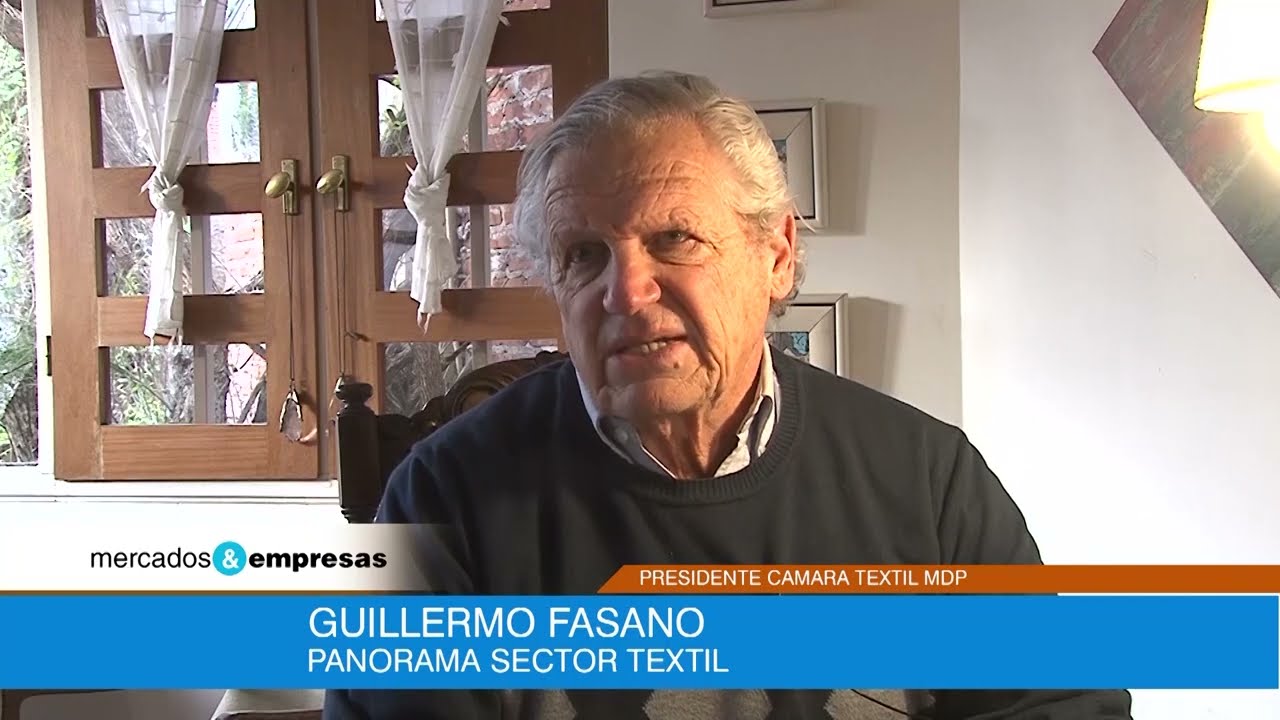 mercados&empresas
PRESIDENTE CAMARA TEXTIL MDP
GUILLERMO FASANO
PANORAMA SECTOR TEXTIL